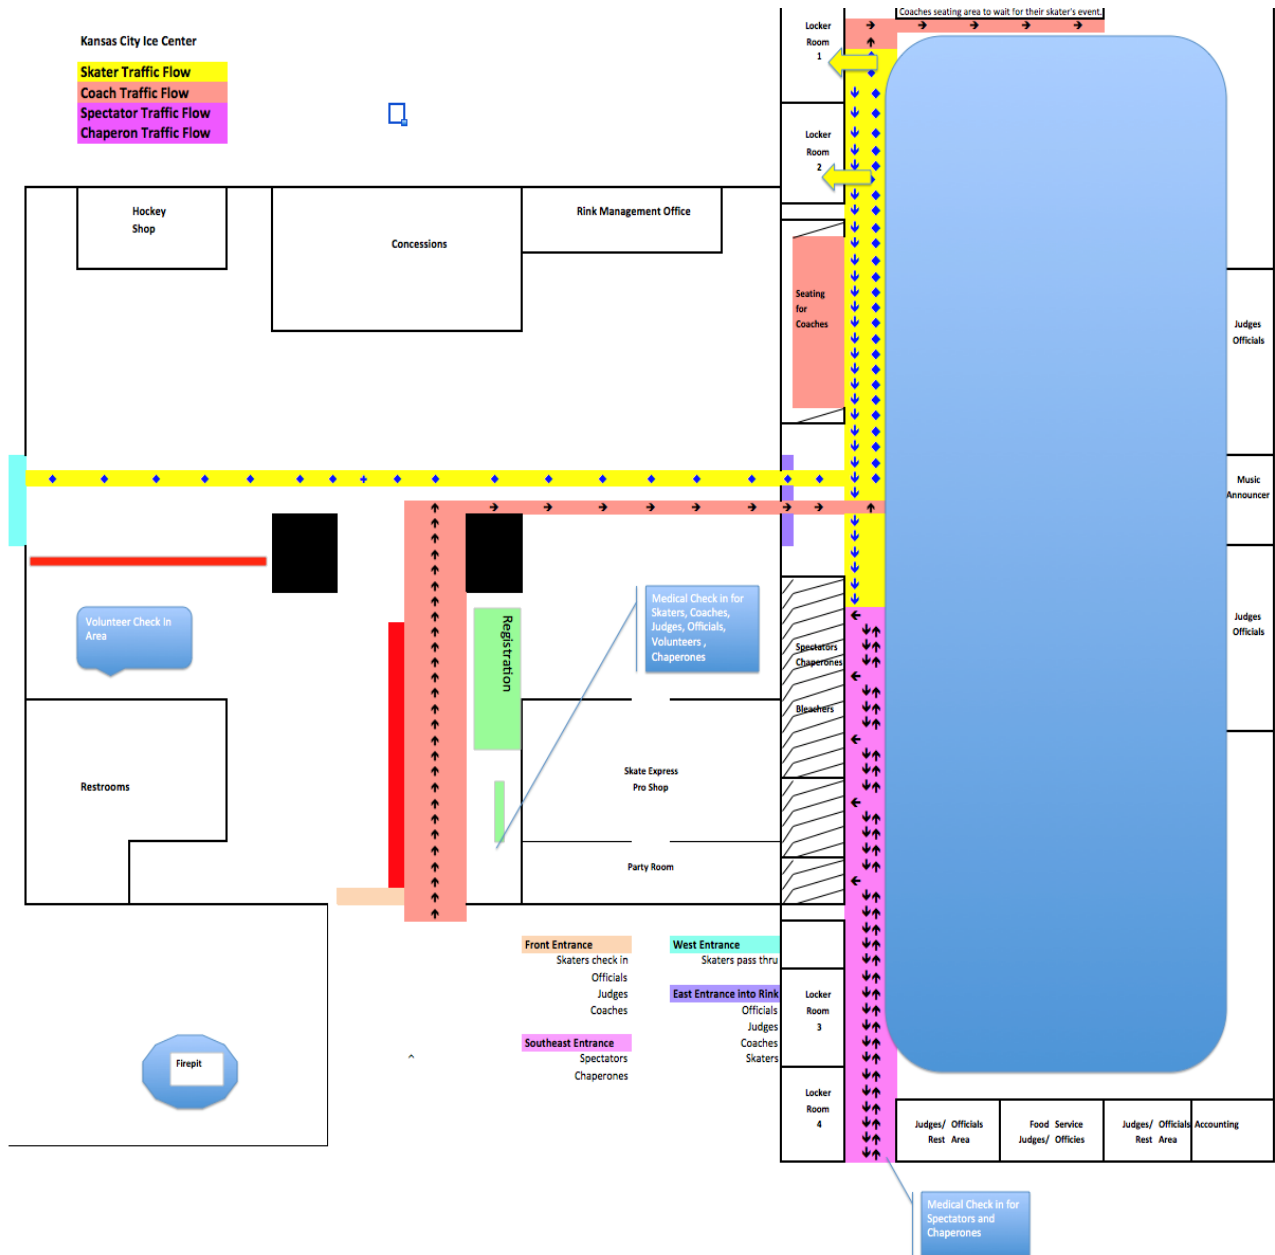 Coaches seating area to wait for their skater's event.
Kansas City Ice Center
Skater Traffic Flow
Coach Traffic Flow
Spectator Traffic Flow
Chaperon Traffic Flow
Locker
Room
1
Locker
Room
2
Hockey
Shop
Concessions
Rink Management Office
Seating
for
Coaches
Judges
Officials
Music
Announcer
Judges
Officials
Volunteer Check In
Area
Registration
Medical Check in for
Skaters, Coaches,
Judges, Officials,
Volunteers ,
Chaperones
Spectators
Chaperones
Bleachers
Restrooms
Skate Express
Pro Shop
Party Room
Front Entrance
Skaters check in
Officials
Judges
Coaches
Southeast Entrance
Spectators
Chaperones
West Entrance
Skaters pass thru
East Entrance into Rink
Officials
Judges
Coaches
Skaters
Locker
Room
3
Locker
Room
4
Firepit
^
Judges/ Officials
Rest Area
Food Service
Judges/ Officies
Judges/ Officials
Rest Area
Accounting
Medical Check in for
Spectators and
Chaperones